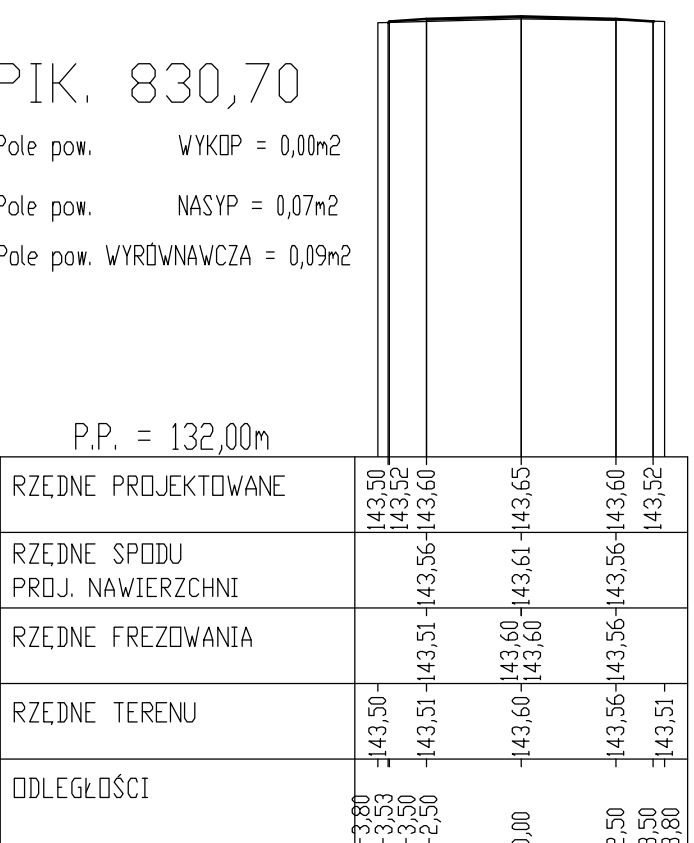 PIK. 830,70
Pole pow. WYKOP = 0,00m2
Pole pow. NASYP = 0,07m2
Pole pow. WYRÓWNAWCZA = 0,09m2
P.P. = 132,00m
RZĘDNE PROJEKTOWANE 143,50 143,52 143,60 143,65 143,60 143,52
RZĘDNE SPODU
PROJ. NAWIERZCHNI 143,56 143,61 143,56
RZĘDNE FREZOWANIA 143,51 143,60 143,60 143,56
RZĘDNE TERENU 143,50 143,51 143,60 143,56 143,51
ODLEGŁOŚCI -3,80 -3,53 -3,50 -2,50 0,00 2,50 3,50 3,80